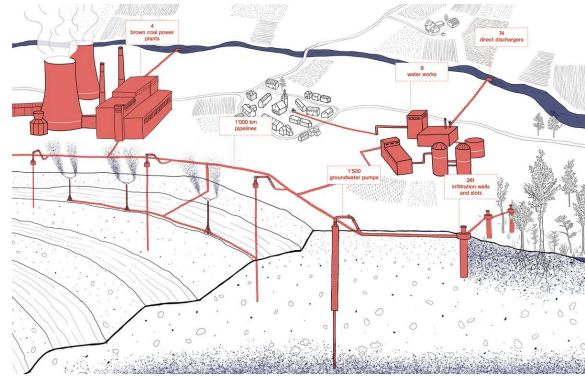 4
brown coal power
plants
74
direct dischargers
9
water works
1'000 km
pipelines
1'500
groundwater pumps
261
infiltration wells
and slots